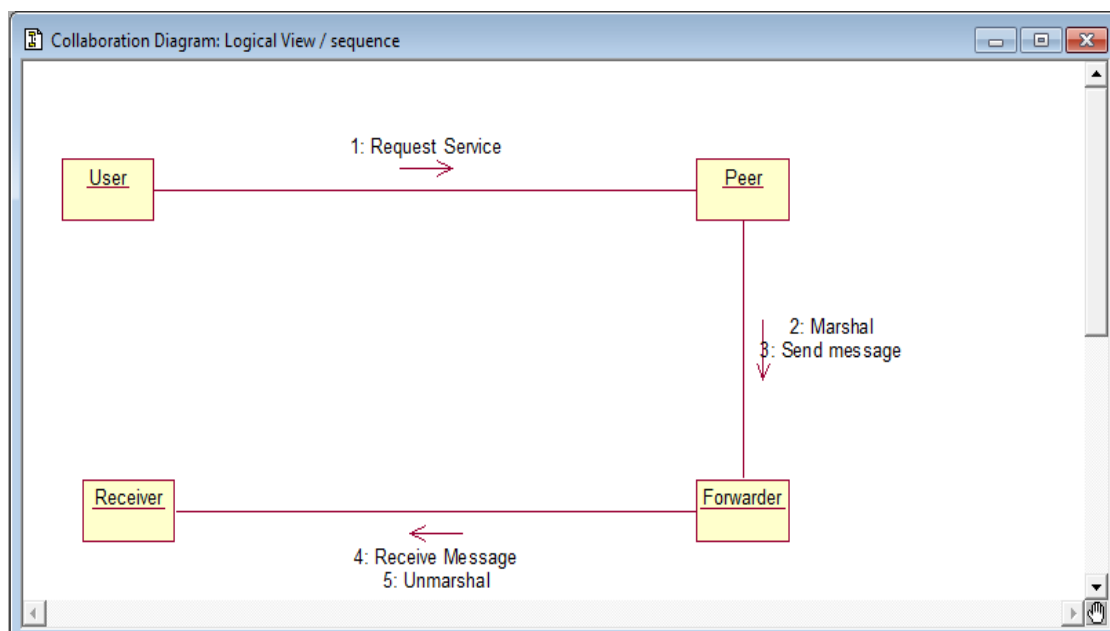 Collaboration Diagram: Logical View / sequence
1: Request Service
User
Peer
2: Marshal
3: Send message
Receiver
Forwarder
4: Receive Message
5: Unmarshal